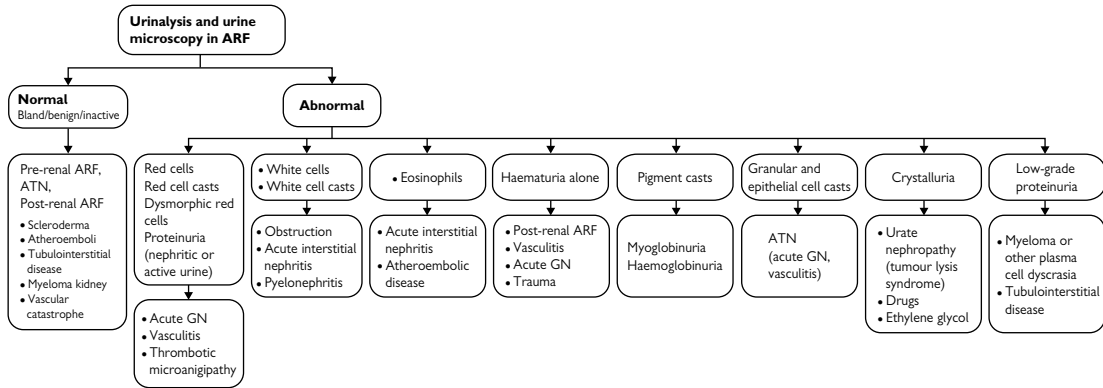 Urinalysis and urine
microscopy in ARF
Normal
Bland/benign/inactive
Abnormal
Pre-renal ARF,
ATN,
Post-renal ARF
• Scleroderma
• Atheroemboli
• Tubulointerstitial
disease
• Myeloma kidney
• Vascular
catastrophe
Red cells
Red cell casts
Dysmorphic red
cells
Proteinuria
(nephritic or
active urine)
• Acute GN
• Vasculitis
• Thrombotic
microanigipathy
• White cells
• White cell casts
• Obstruction
• Acute interstitial
nephritis
• Pyelonephritis
• Eosinophils
• Acute interstitial
nephritis
• Atheroembolic
disease
Haematuria alone
• Post-renal ARF
• Vasculitis
• Acute GN
• Trauma
Pigment casts
Myoglobinuria
Haemoglobinuria
Granular and
epithelial cell casts
ATN
(acute GN,
vasculitis)
Crystalluria
• Urate
nephropathy
(tumour lysis
syndrome)
• Drugs
• Ethylene glycol
Low-grade
proteinuria
• Myeloma or
other plasma
cell dyscrasia
• Tubulointerstitial
disease